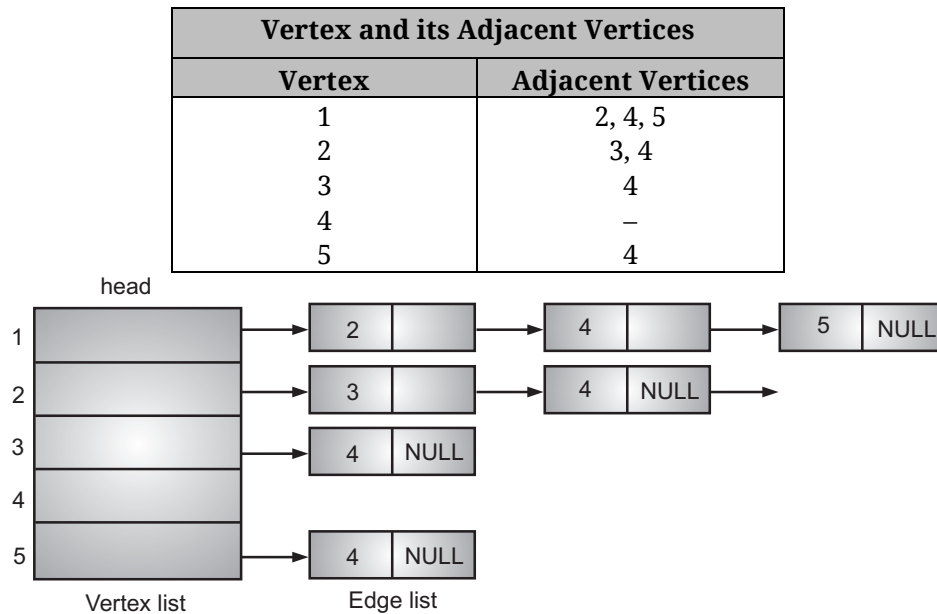 Vertex and its Adjacent Vertices
Vertex Adjacent Vertices
1 2, 4, 5
2 3, 4
3 4
4 –
5 4
head
1 2 4 5 NULL
2 3 4 NULL
3 4 NULL
4
5 4 NULL
Vertex list Edge list